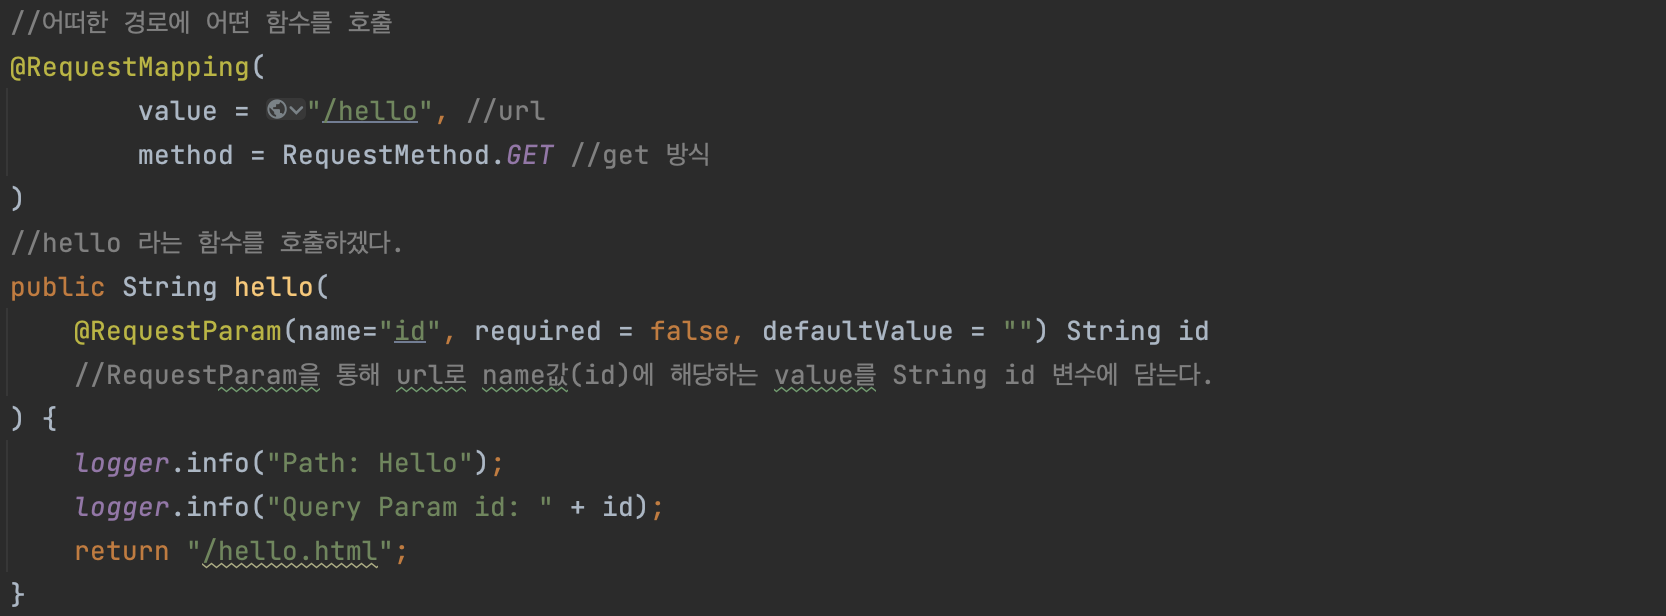 //어떠한 경로에 어떤 함수를 호출
@RequestMapping(
value = "/hello", //url
method = RequestMethod.GET //get 방식
)
//hello 라는 함수를 호출하겠다.
public String hello(
@RequestParam(name="id", required = false, defaultValue = "") String id
//RequestParam을 통해 url로 name값(id)에 해당하는 value를 String id 변수에 담는다.
) {
logger.info("Path: Hello");
logger.info("Query Param id: " + id);
return "/hello.html";
}